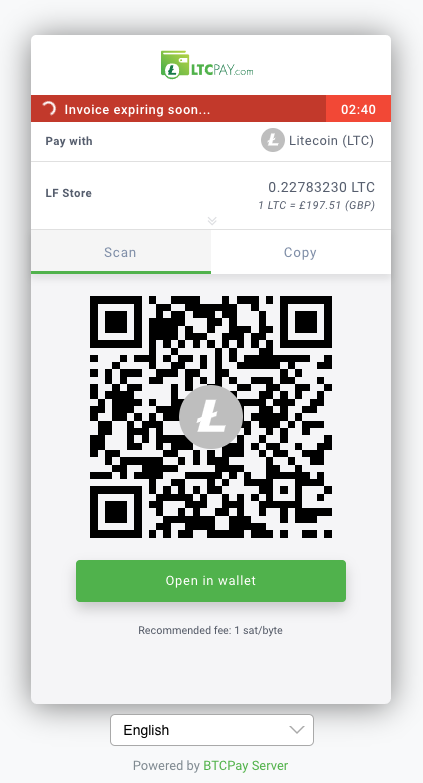 LTCPAY.com
Invoice expiring soon... 02:40
Pay with Litecoin (LTC)
LF Store 0.22783230 LTC
1 LTC = £197.51 (GBP)
Scan Copy
Open in wallet
Recommended fee: 1 sat/byte
English
Powered by BTCPay Server